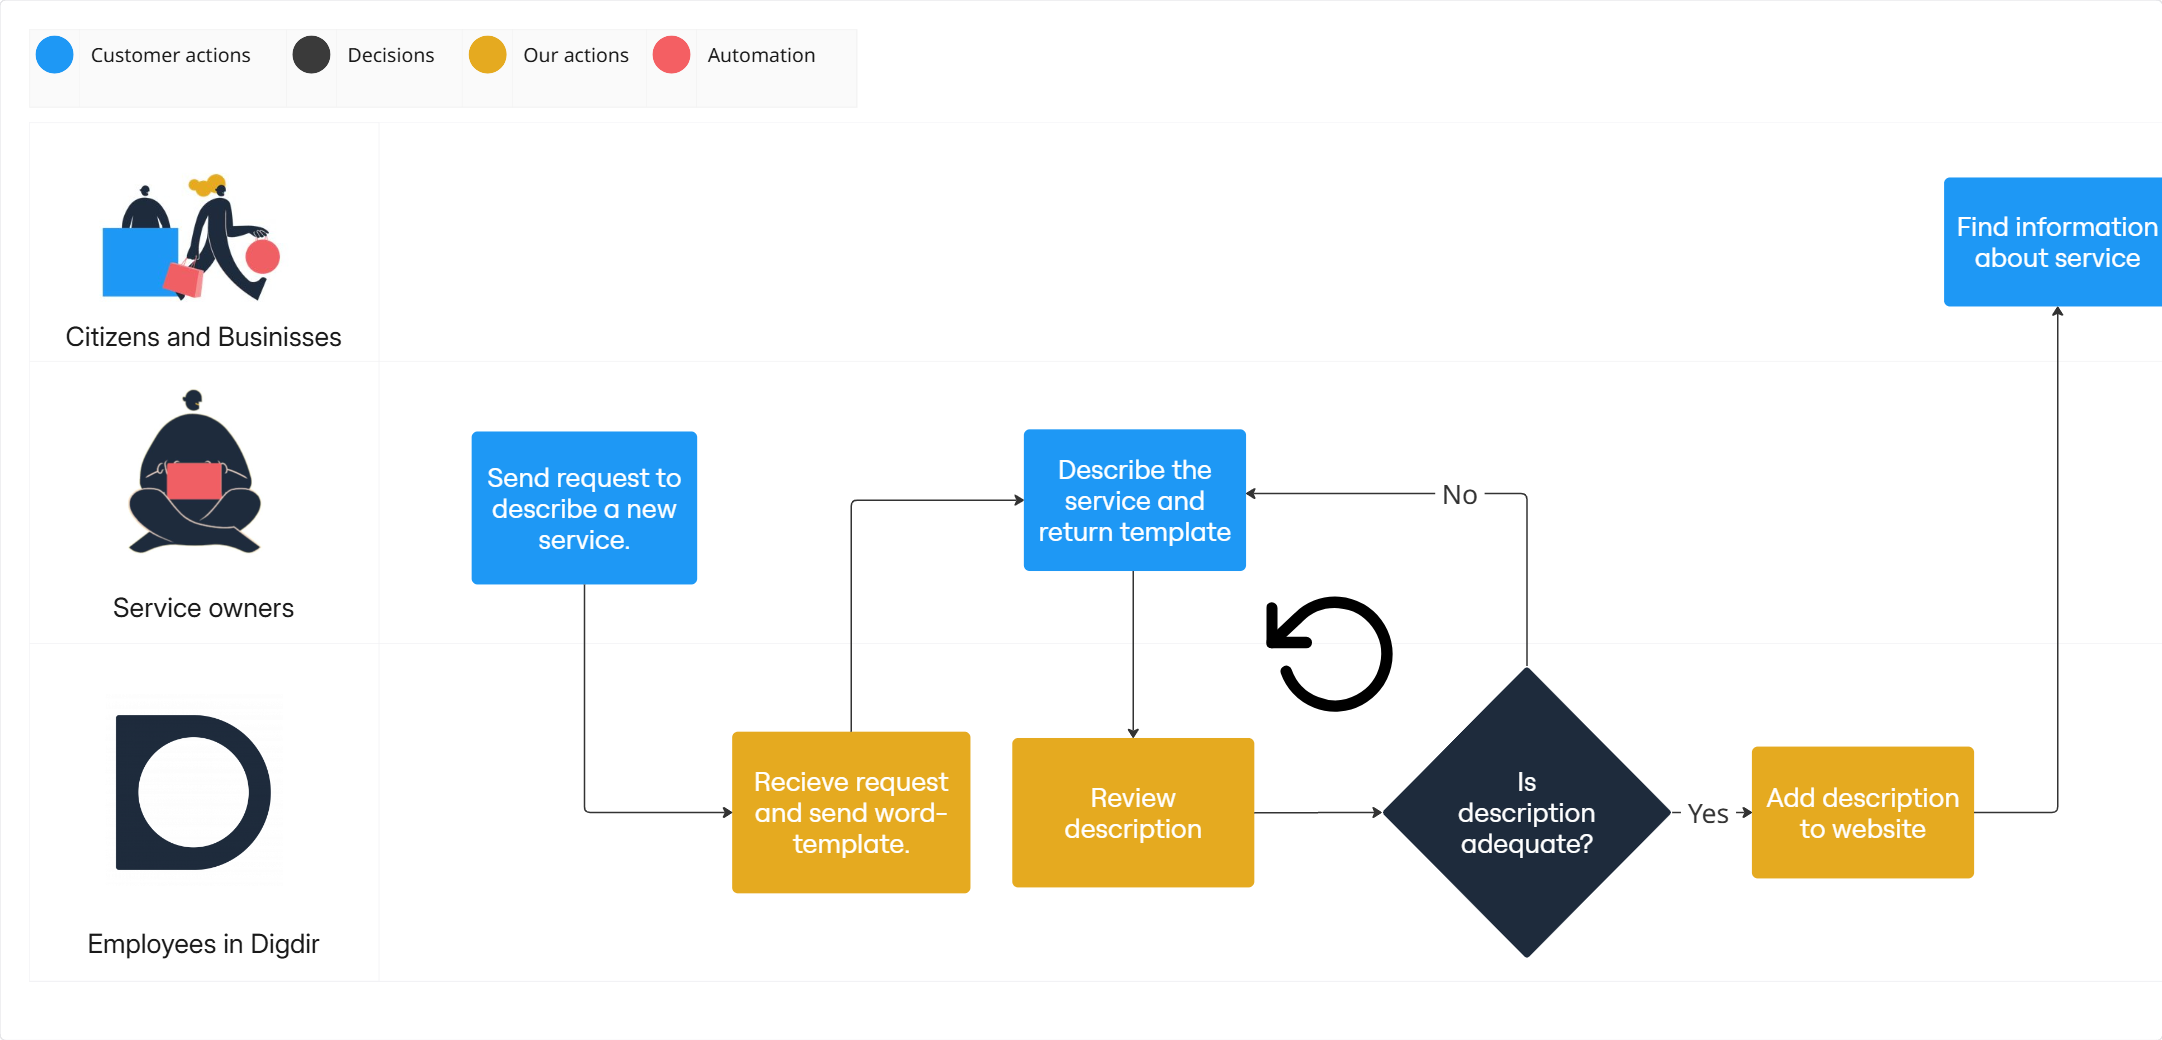 Customer actions
Decisions
Our actions
Automation
Find information
about service
Citizens and Businisses
Send request to
describe a new
service.
Describe the
service and
return template
No
Service owners
Recieve request
and send word-
template.
Review
description
Is
description
adequate?
Yes
Add description
to website
Employees in Digdir